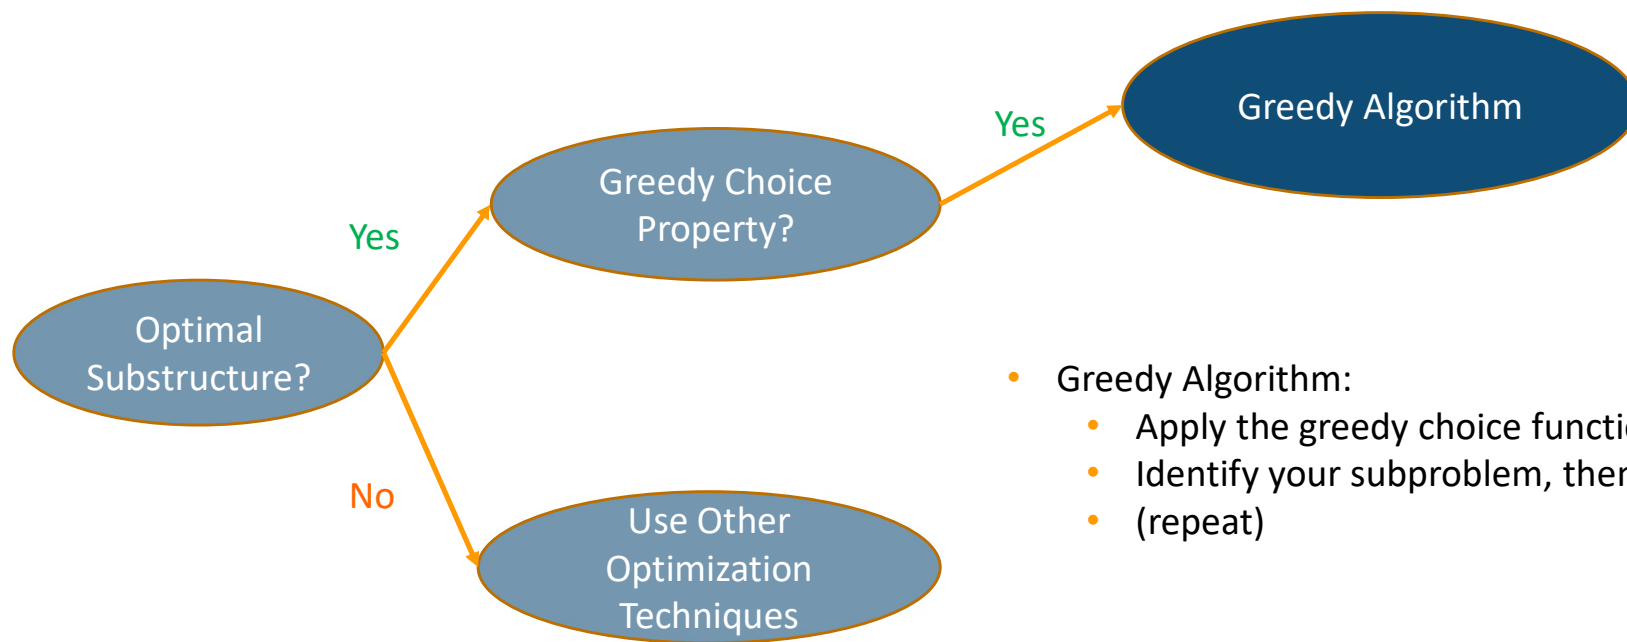 Greedy Algorithm
Yes
Greedy Choice
Property?
Yes
Optimal
Substructure?
• Greedy Algorithm:
• Apply the greedy choice
• Identify your subproblem,
• (repeat)
No
Use Other
Optimization
Techniques